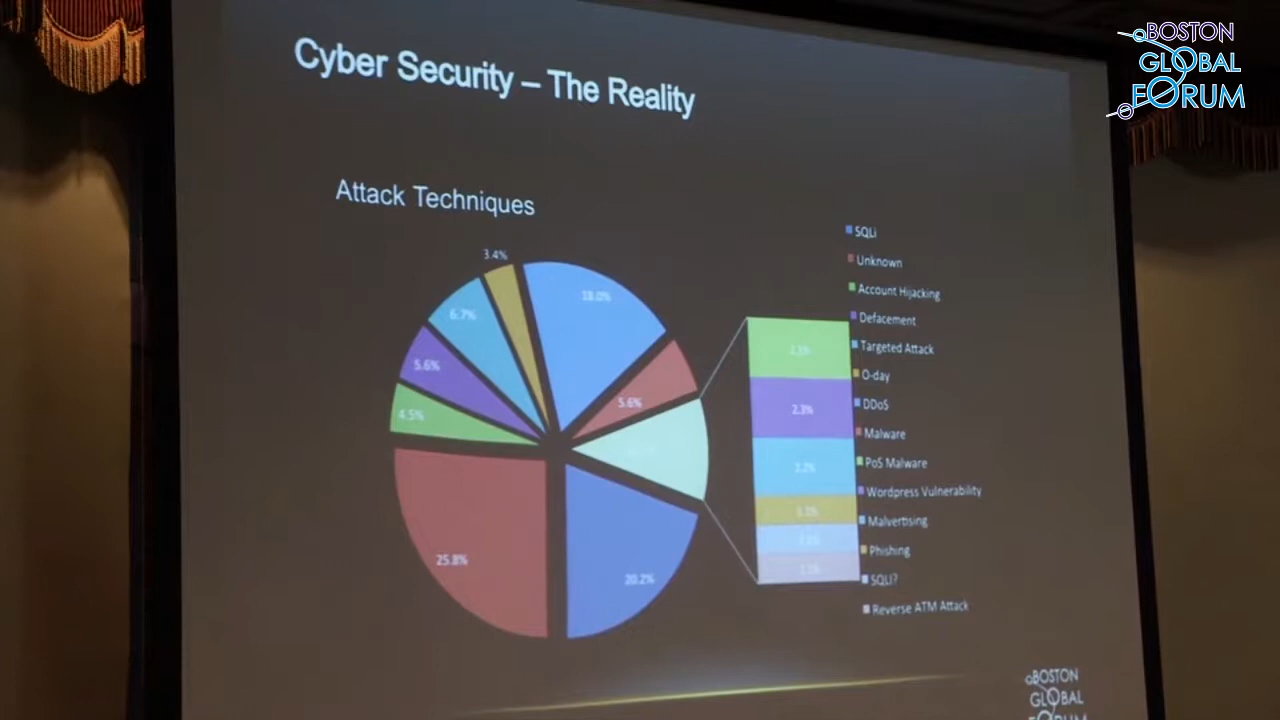 BOSTON
GLOBAL
FORUM
Cyber Security – The Reality
Attack Techniques
3.4%
18.0%
6.7%
5.6%
4.5%
5.6%
25.8%
20.2%
2.3%
2.2%
SQLi
Unknown
Account Hijacking
Defacement
Targeted Attack
O-day
DDoS
Malware
PoS Malware
Wordpress Vulnerability
Malvertising
Phishing
SQLI?
Reverse ATM Attack
BOSTON
GLOBAL
FORUM